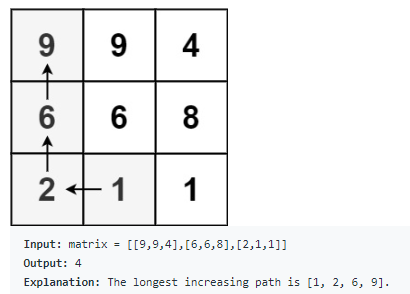 9 9 4
6 6 8
2 1 1
Input: matrix = [[9,9,4],[6,6,8],[2,1,1]]
Output: 4
Explanation: The longest increasing path is [1, 2, 6, 9].